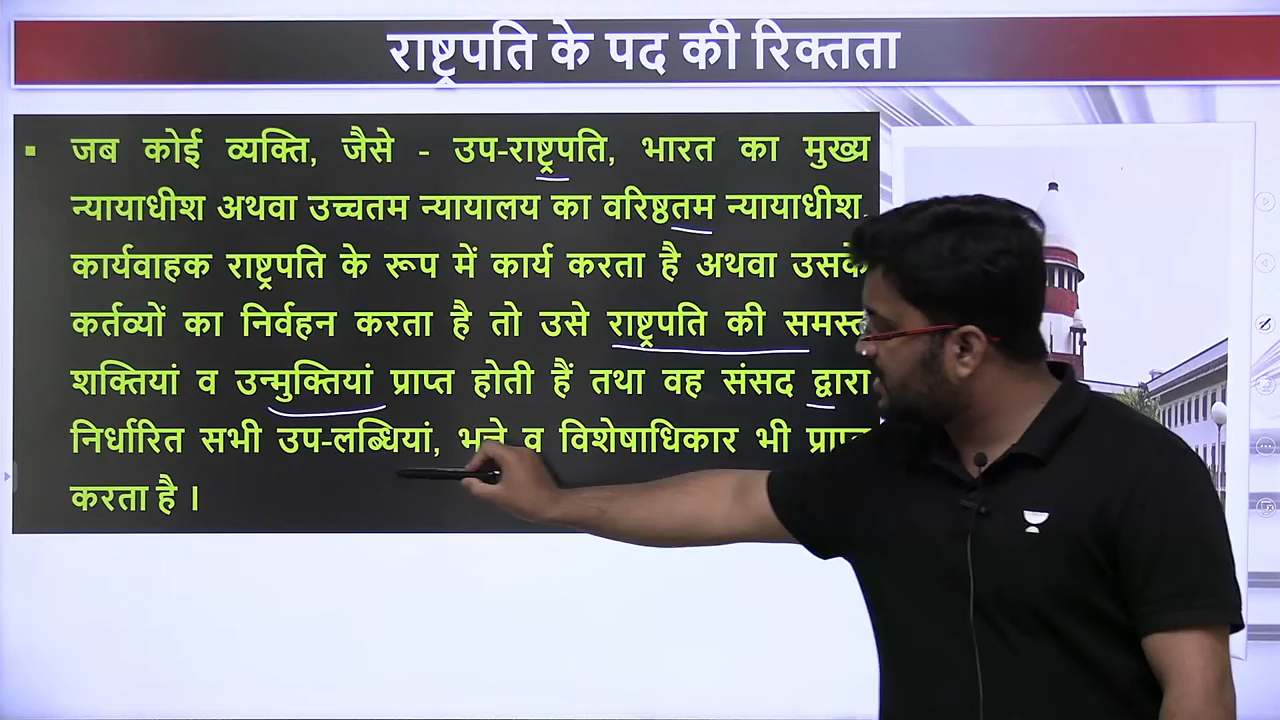 राष्ट्रपति के पद की रिक्तता
जब कोई व्यक्ति, जैसे - उप-राष्ट्रपति, भारत का मुख्य
न्यायाधीश अथवा उच्चतम न्यायालय का वरिष्ठतम न्यायाधीश,
कार्यवाहक राष्ट्रपति के रूप में कार्य करता है अथवा उसके
कर्तव्यों का निर्वहन करता है तो उसे राष्ट्रपति की समस्त
शक्तियां व उन्मुक्तियां प्राप्त होती हैं तथा वह संसद द्वारा
निर्धारित सभी उप-लब्धियां, भत्ते व विशेषाधिकार भी प्राप्त
करता है ।